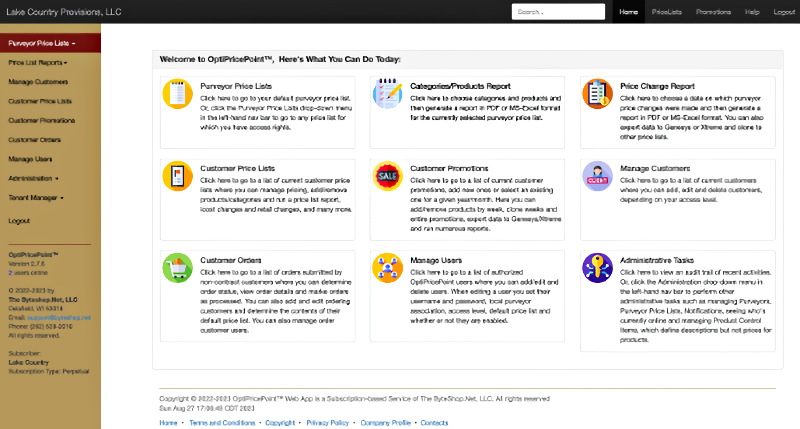 Lake Country Provisions, LLC
Search...
Home
PriceLists
Promotions
Help
Logout
Purveyor Price Lists
Price List Reports
Manage Customers
Customer Price Lists
Customer Promotions
Customer Orders
Manage Users
Administration
Tenant Manager
Logout
OptiPricePoint™
Version 2.7.6
2 users online
© 2022-2023 by
The Byteshop.Net, LLC
Delafield, WI 53018
Email: support@byteshop.net
All rights reserved.
Subscriber:
Lake Country
Subscription Type: Perpetual
Welcome to OptiPricePoint™, Here's What You Can Do Today:
Purveyor Price Lists
Click here to go to your default purveyor price list.
Or, click the Purveyor Price Lists drop-down menu
in the left-hand nav bar to go to any price list for
which you have access rights.
Categories/Products Report
Click here to choose categories and products and
then generate a report in PDF or MS-Excel format
for the currently selected purveyor price list.
Price Change Report
Click here to choose a data on which purveyor
price changes were made and then generate a
report in PDF or MS-Excel format. You can also
export data to Genesys or Xtreme and clone to
other price lists.
Customer Price Lists
Click here to go to a list of current customer price
lists where you can manage pricing, add/remove
products/categories and run a price list report,
local changes and retail changes, and many more.
SALE
Customer Promotions
Click here to go to a list of current customer
promotions, add new ones or select an existing
one for a given year/month. Here you can
add/remove products by week, clone weeks and
entire promotions, export data to Genesys/Xtreme
and run numerous reports.
CLIENT
Manage Customers
Click here to go to a list of current customers
where you can add, edit and delete customers,
depending on your access level.
Customer Orders
Click here to go to a list of orders submitted by
non-contract customers where you can determine
order status, view order details and mark orders
as processed. You can also add and edit ordering
customers and determine the contents of their
default price list. You can also manage order
customer users.
Manage Users
Click here to go to a list of authorized
OptiPricePoint users where you can add/edit and
delete users. When editing a user you set their
username and password, local purveyor
association, access level, default price list and
whether or not they are enabled.
Administrative Tasks
Click here to view an audit trail of recent activities.
Or, click the Administration drop-down menu in
the left-hand nav bar to perform other
administrative tasks such as managing Purveyors,
Purveyor Price Lists, Notifications, seeing who's
currently online and managing Product Control
Items, which define descriptions but not prices for
products.
Copyright © 2022-2023 OptiPricePoint™ Web App is a Subscription-based Service of The ByteShop.Net, LLC. All rights reserved
Sun Aug 27 17:00:49 CDT 2023
Home • Terms and Conditions • Copyright • Privacy Policy • Company Profile • Contacts